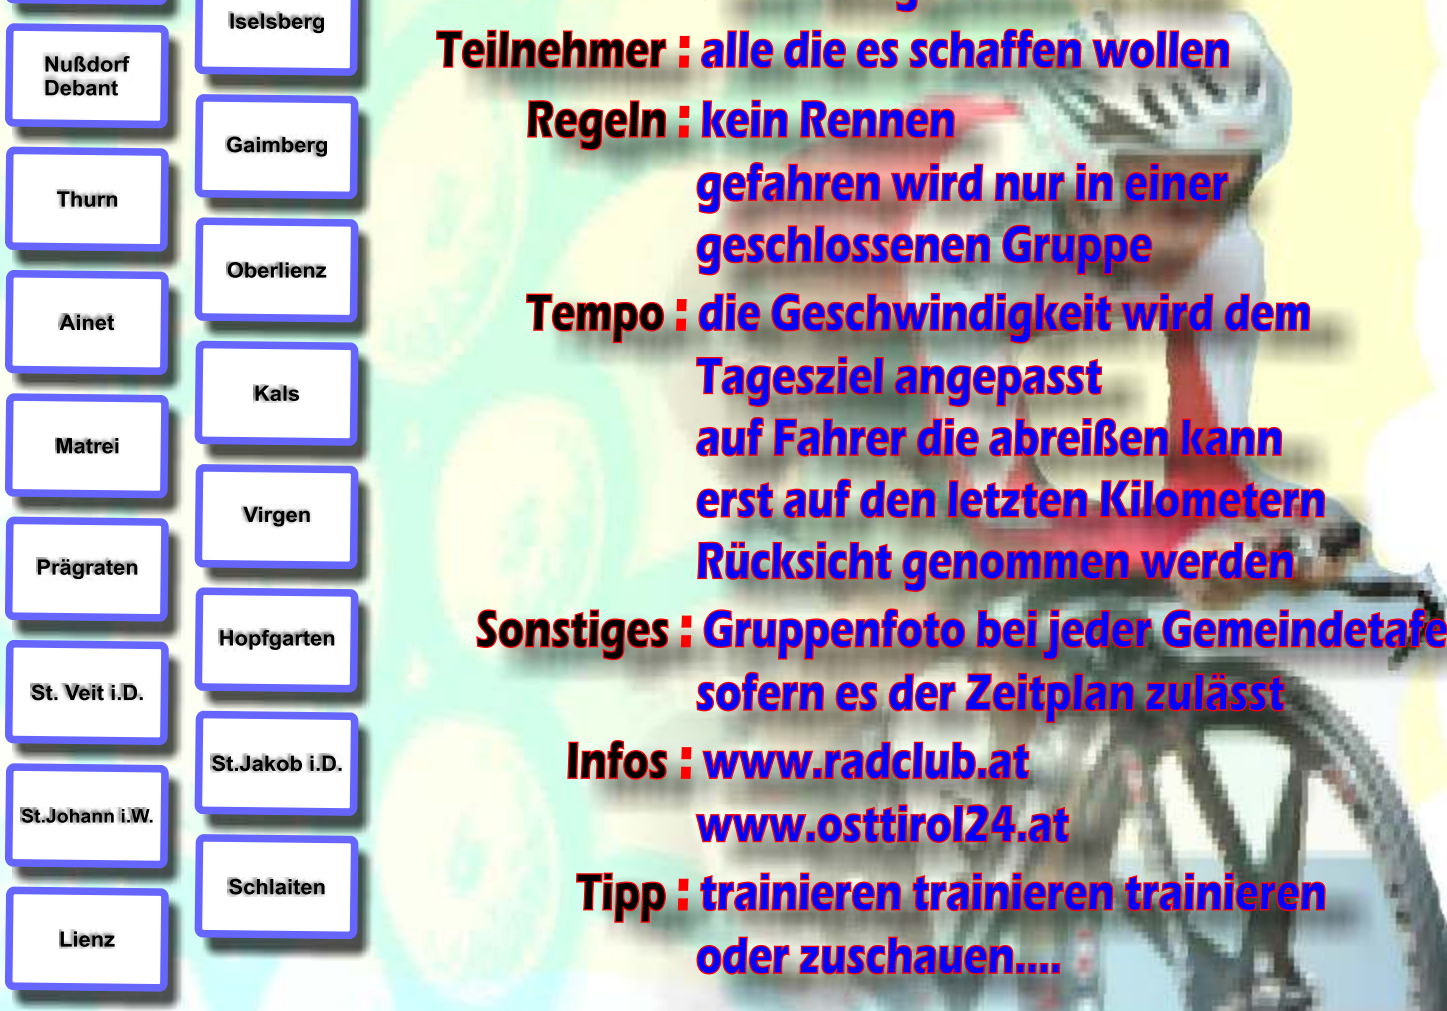 Iselsberg
Nußdorf
Debant
Gaimberg
Thurn
Oberlienz
Ainet
Kals
Matrei
Virgen
Prägraten
Hopfgarten
St. Veit i.D.
St.Jakob i.D.
St.Johann i.W.
Schlaiten
Lienz
Teilnehmer : alle die es schaffen wollen
Regeln : kein Rennen
gefahren wird nur in einer
geschlossenen Gruppe
Tempo : die Geschwindigkeit wird dem
Tagesziel angepasst
auf Fahrer die abreißen kann
erst auf den letzten Kilometern
Rücksicht genommen werden
Sonstiges : Gruppenfoto bei jeder Gemeindetafe
sofern es der Zeitplan zulässt
Infos : www.radclub.at
www.osttirol24.at
Tipp : trainieren trainieren trainieren
oder zuschauen....